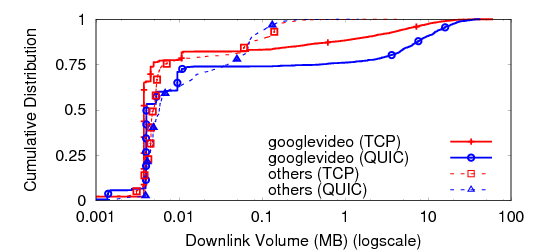 Cumulative Distribution
1
0.75
0.5
0.25
0
0.001
0.01
0.1
1
10
100
googlevideo (TCP)
googlevideo (QUIC)
others (TCP)
others (QUIC)
Downlink Volume (MB) (logscale)